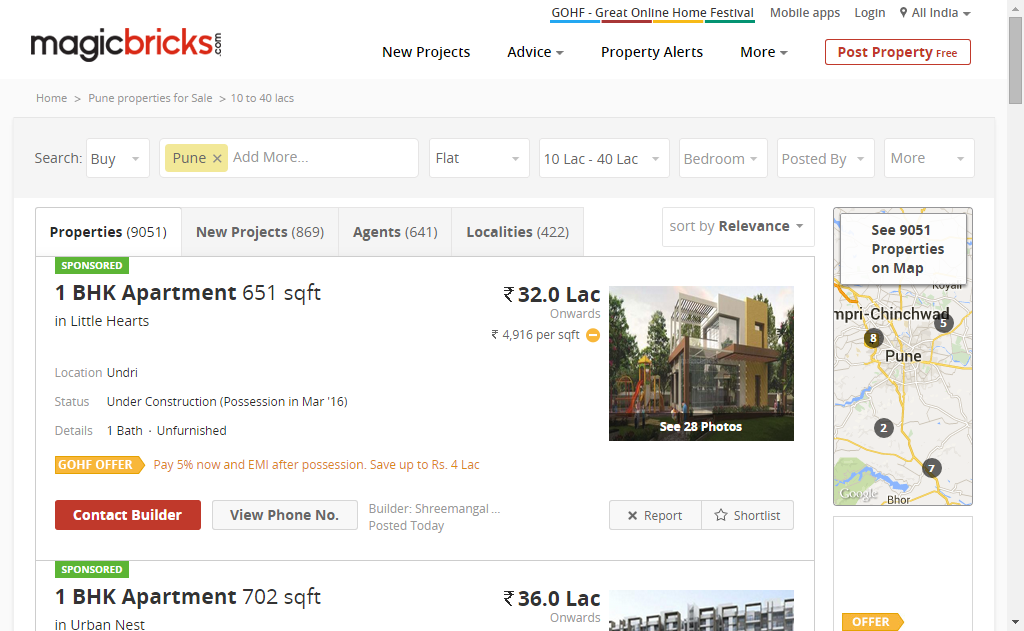 GOHF - Great Online Home Festival Mobile apps Login All India
magicbricks.com
New Projects Advice Property Alerts More Post Property Free
Home > Pune properties for Sale > 10 to 40 lacs
Search: Buy Pune × Add More... Flat 10 Lac - 40 Lac Bedroom Posted By More
Properties (9051) New Projects (869) Agents (641) Localities (422) sort by Relevance
See 9051
Properties
on Map
SPONSORED
1 BHK Apartment 651 sqft ₹ 32.0 Lac
Onwards
in Little Hearts
₹ 4,916 per sqft
Location Undri
Status Under Construction (Possession in Mar '16)
Details 1 Bath · Unfurnished
See 28 Photos
GOHF OFFER Pay 5% now and EMI after possession. Save up to Rs. 4 Lac
Contact Builder View Phone No. Builder: Shreemangal ...
Posted Today
× Report Shortlist
Royali
mpri-Chinchwad
5
8
Pune
2
7
Google
Bhor
SPONSORED
1 BHK Apartment 702 sqft ₹ 36.0 Lac
Onwards
in Urban Nest
OFFER